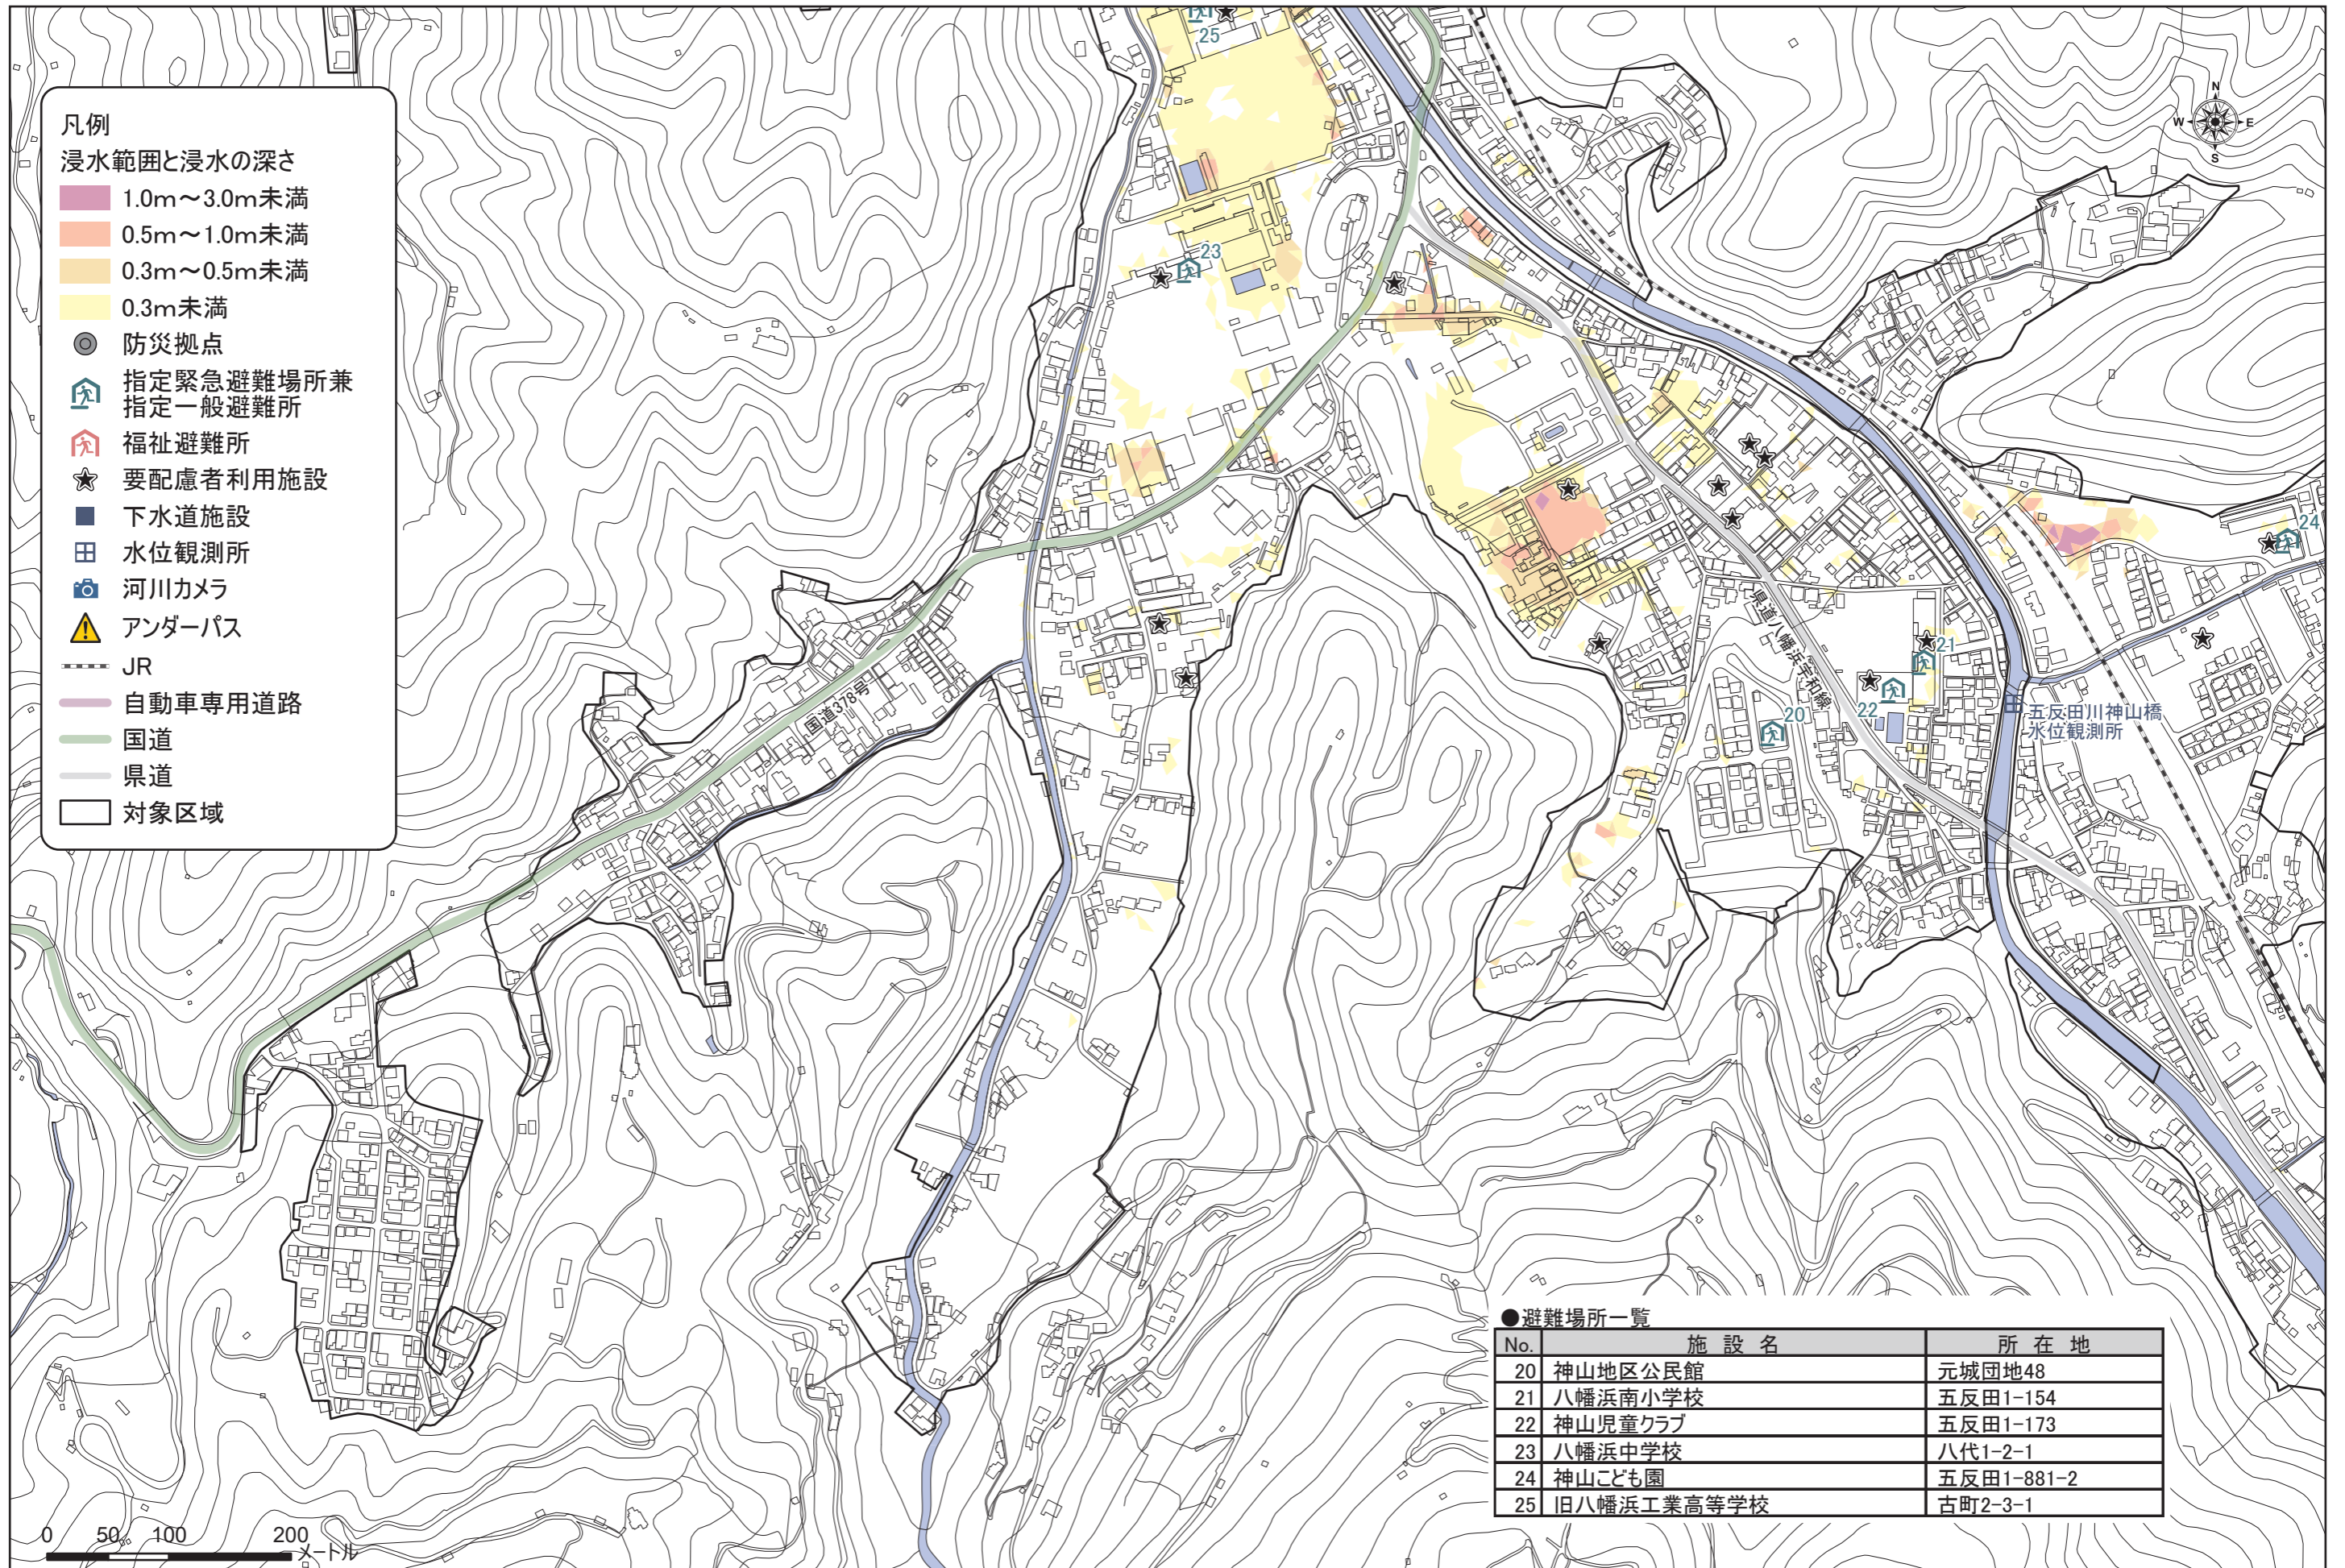 凡例
浸水範囲と浸水の深さ
1.0m～3.0m未満
0.5m～1.0m未満
0.3m～0.5m未満
0.3m未満
防災拠点
指定緊急避難場所兼
指定一般避難所
福祉避難所
要配慮者利用施設
下水道施設
水位観測所
河川カメラ
アンダーパス
JR
自動車専用道路
国道
県道
対象区域
25
N
W E
S
23
24
国道378号
県道八幡浜宇和線
21
22
20
五反田川神山橋
水位観測所
●避難場所一覧
No. 施設名 所在地
20 神山地区公民館 元城団地48
21 八幡浜南小学校 五反田1-154
22 神山児童クラブ 五反田1-173
23 八幡浜中学校 八代1-2-1
24 神山こども園 五反田1-881-2
25 旧八幡浜工業高等学校 古町2-3-1
0 50 100 200
メートル